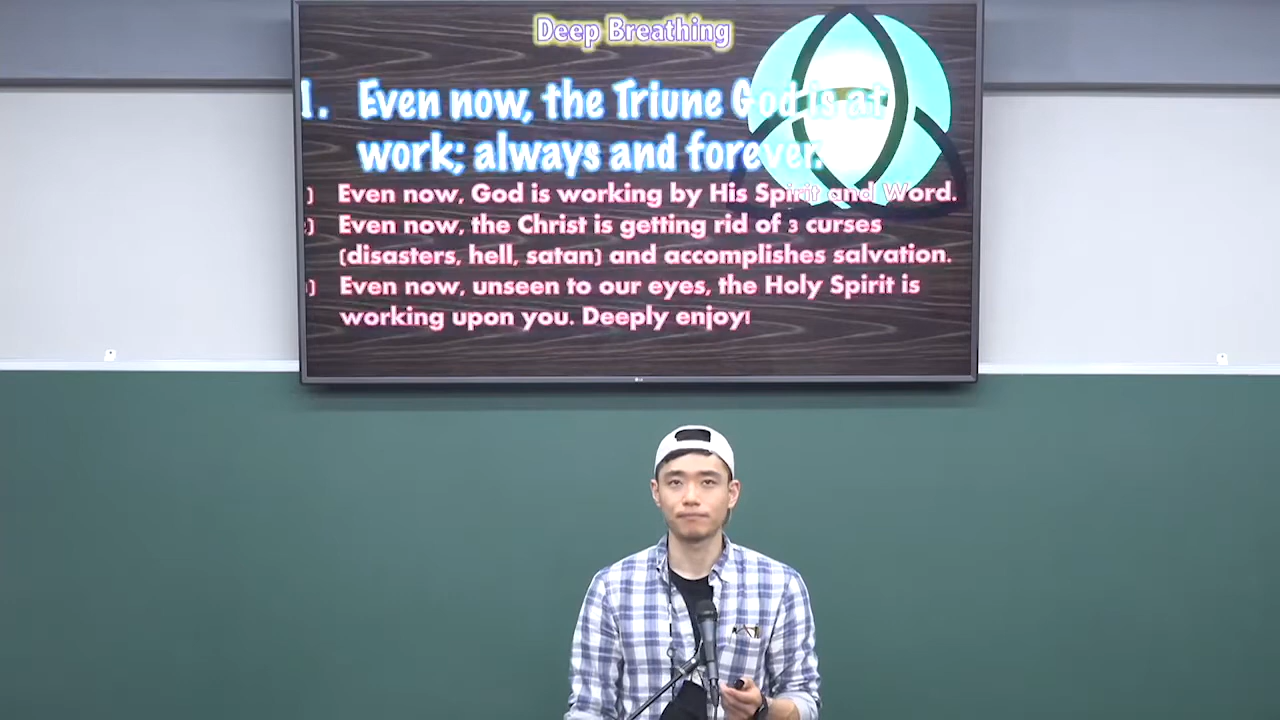 Deep Breathing
1. Even now, the Triune God is at
work; always and forever.
) Even now, God is working by His Spirit and Word.
) Even now, the Christ is getting rid of 3 curses
(disasters, hell, satan) and accomplishes salvation.
) Even now, unseen to our eyes, the Holy Spirit is
working upon you. Deeply enjoy!
LG